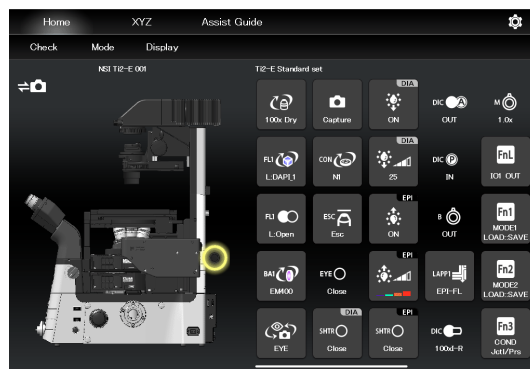 Home XYZ Assist Guide
Check Mode Display
NSI Ti2-E 001 Ti2-E Standard set
DIA
DIC A M
100x Dry Capture ON OUT 1.0x
DIA
FL1 CON DIC P FnL
L:DAPI_1 N1 25 IN IO1 OUT
EPI
FL1 ESC B Fn1
L:Open Esc ON OUT MODE1
LOAD:SAVE
EPI
BA1 EYE LAPP1 Fn2
EM400 Close EPI-FL MODE2
LOAD:SAVE
DIA EPI
SHTR SHTR DIC Fn3
EYE Close Close 100xI-R COND
Jctl/Prs